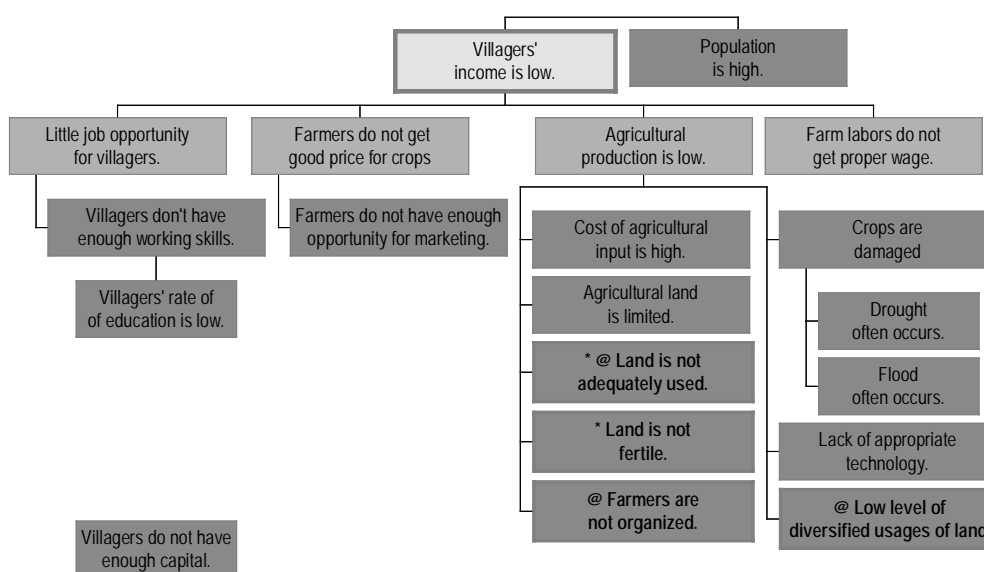 Villagers'
income is low.
Population
is high.
Little job opportunity
for villagers.
Farmers do not get
good price for crops
Agricultural
production is low.
Farm labors do not
get proper wage.
Villagers don't have
enough working skills.
Villagers' rate of
of education is low.
Farmers do not have enough
opportunity for marketing.
Cost of agricultural
input is high.
Agricultural land
is limited.
* @ Land is not
adequately used.
* Land is not
fertile.
@ Farmers are
not organized.
Crops are
damaged
Drought
often occurs.
Flood
often occurs.
Lack of appropriate
technology.
@ Low level of
diversified usages of land
Villagers do not have
enough capital.